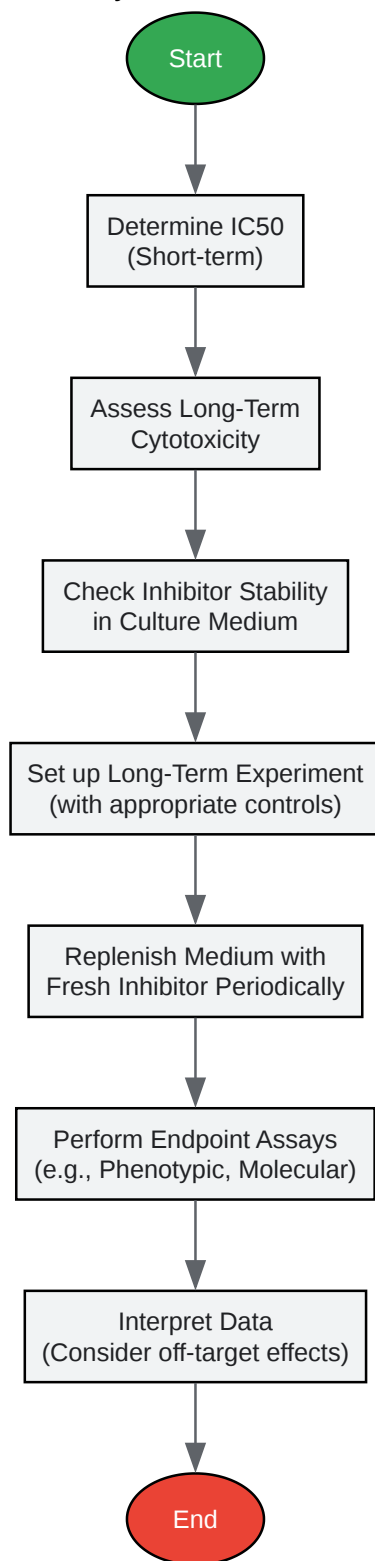 Start
Determine IC50
(Short-term)
Assess Long-Term
Cytotoxicity
Check Inhibitor Stability
in Culture Medium
Set up Long-Term Experiment
(with appropriate controls)
Replenish Medium with
Fresh Inhibitor Periodically
Perform Endpoint Assays
(e.g., Phenotypic, Molecular)
Interpret Data
(Consider off-target effects)
End